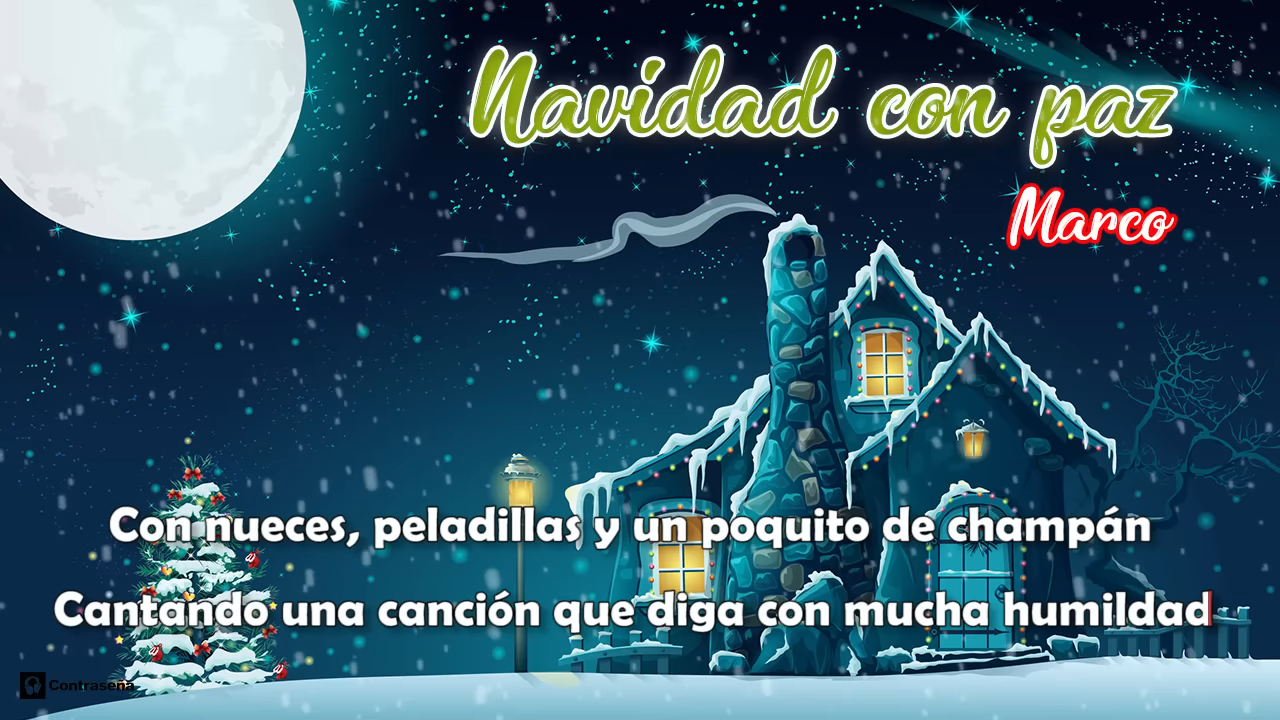 Navidad con paz
Marco
Con nueces, peladillas y un poquito de champán
Cantando una canción que diga con mucha humildad
Contraseña